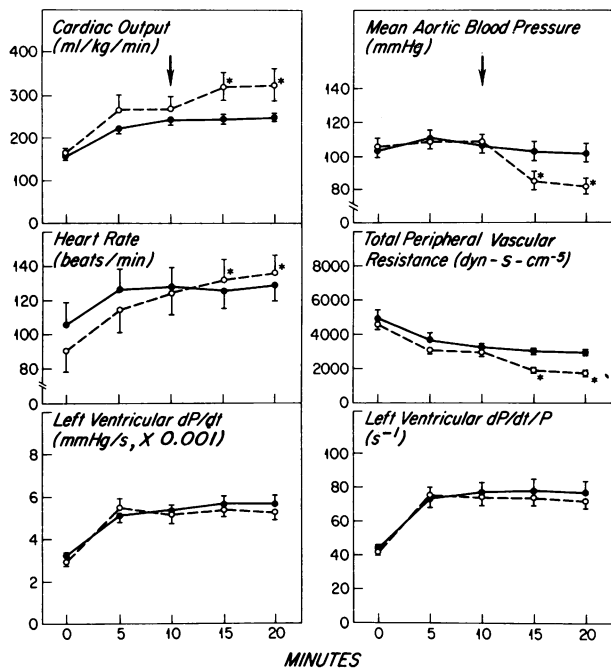 Cardiac Output
(ml/kg/min)
400
300
200
100
0
*
*
Mean Aortic Blood Pressure
(mmHg)
140
120
100
80
0
*
*
Heart Rate
(beats/min)
140
120
100
80
0
*
*
Total Peripheral Vascular
Resistance (dyn-s-cm⁻⁵)
8000
6000
4000
2000
0
*
*
Left Ventricular dP/dt
(mmHg/s, X 0.001)
8
6
4
2
0
0 5 10 15 20
Left Ventricular dP/dt/P
(s⁻¹)
100
80
60
40
20
0
0 5 10 15 20
MINUTES